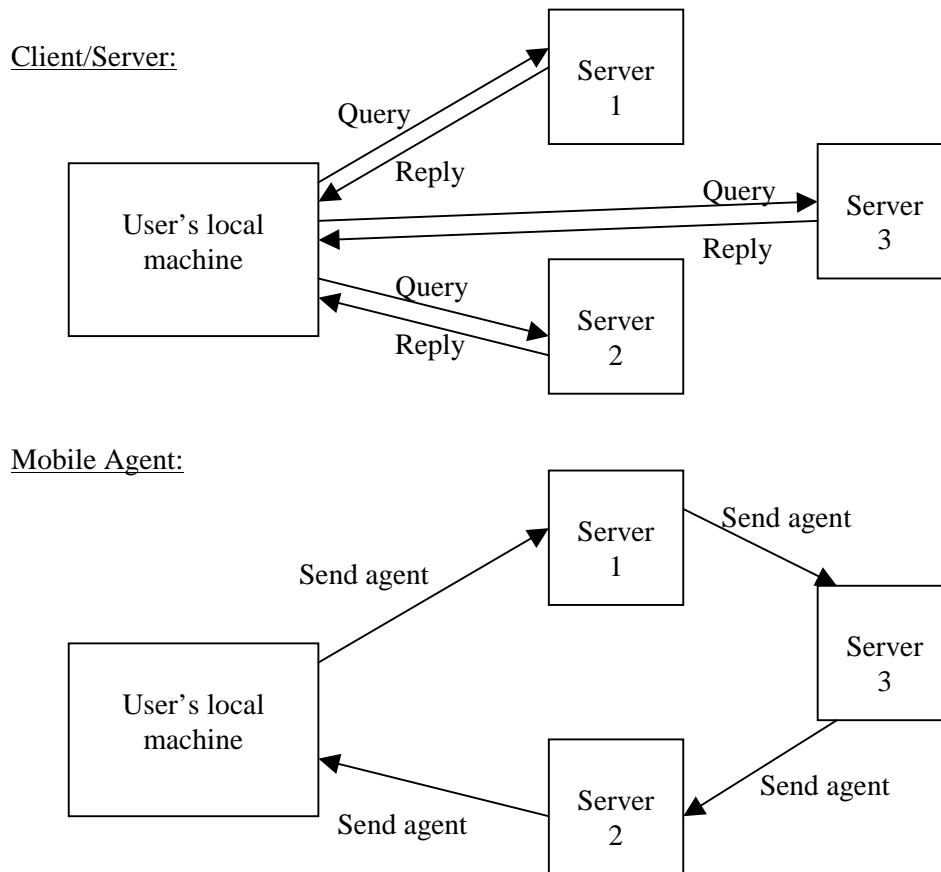 Client/Server:
Server
1
Query
Reply
User's local
machine
Query
Server
3
Reply
Query
Server
2
Reply
Mobile Agent:
Server
1
Send agent
Send agent
Server
3
User's local
machine
Send agent
Server
2
Send agent